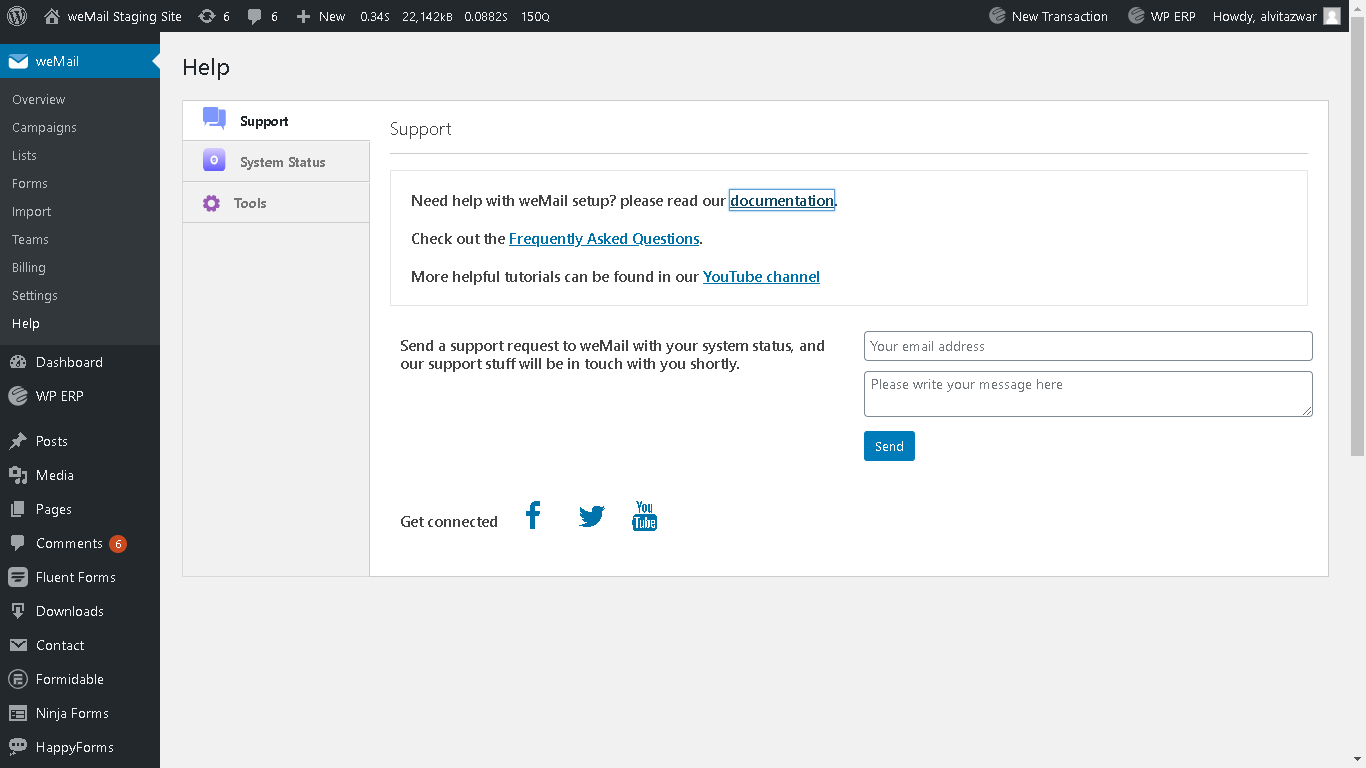 weMail Staging Site 6 6 New 0.34s 22,142kB 0.0882s 150Q New Transaction WP ERP Howdy, alvitazwar
weMail
Overview
Campaigns
Lists
Forms
Import
Teams
Billing
Settings
Help
Dashboard
WP ERP
Posts
Media
Pages
Comments 6
Fluent Forms
Downloads
Contact
Formidable
Ninja Forms
HappyForms
Help
Support
System Status
Tools
Support
Need help with weMail setup? please read our documentation.
Check out the Frequently Asked Questions.
More helpful tutorials can be found in our YouTube channel
Send a support request to weMail with your system status, and
our support stuff will be in touch with you shortly.
Your email address
Please write your message here
Send
Get connected
You
Tube